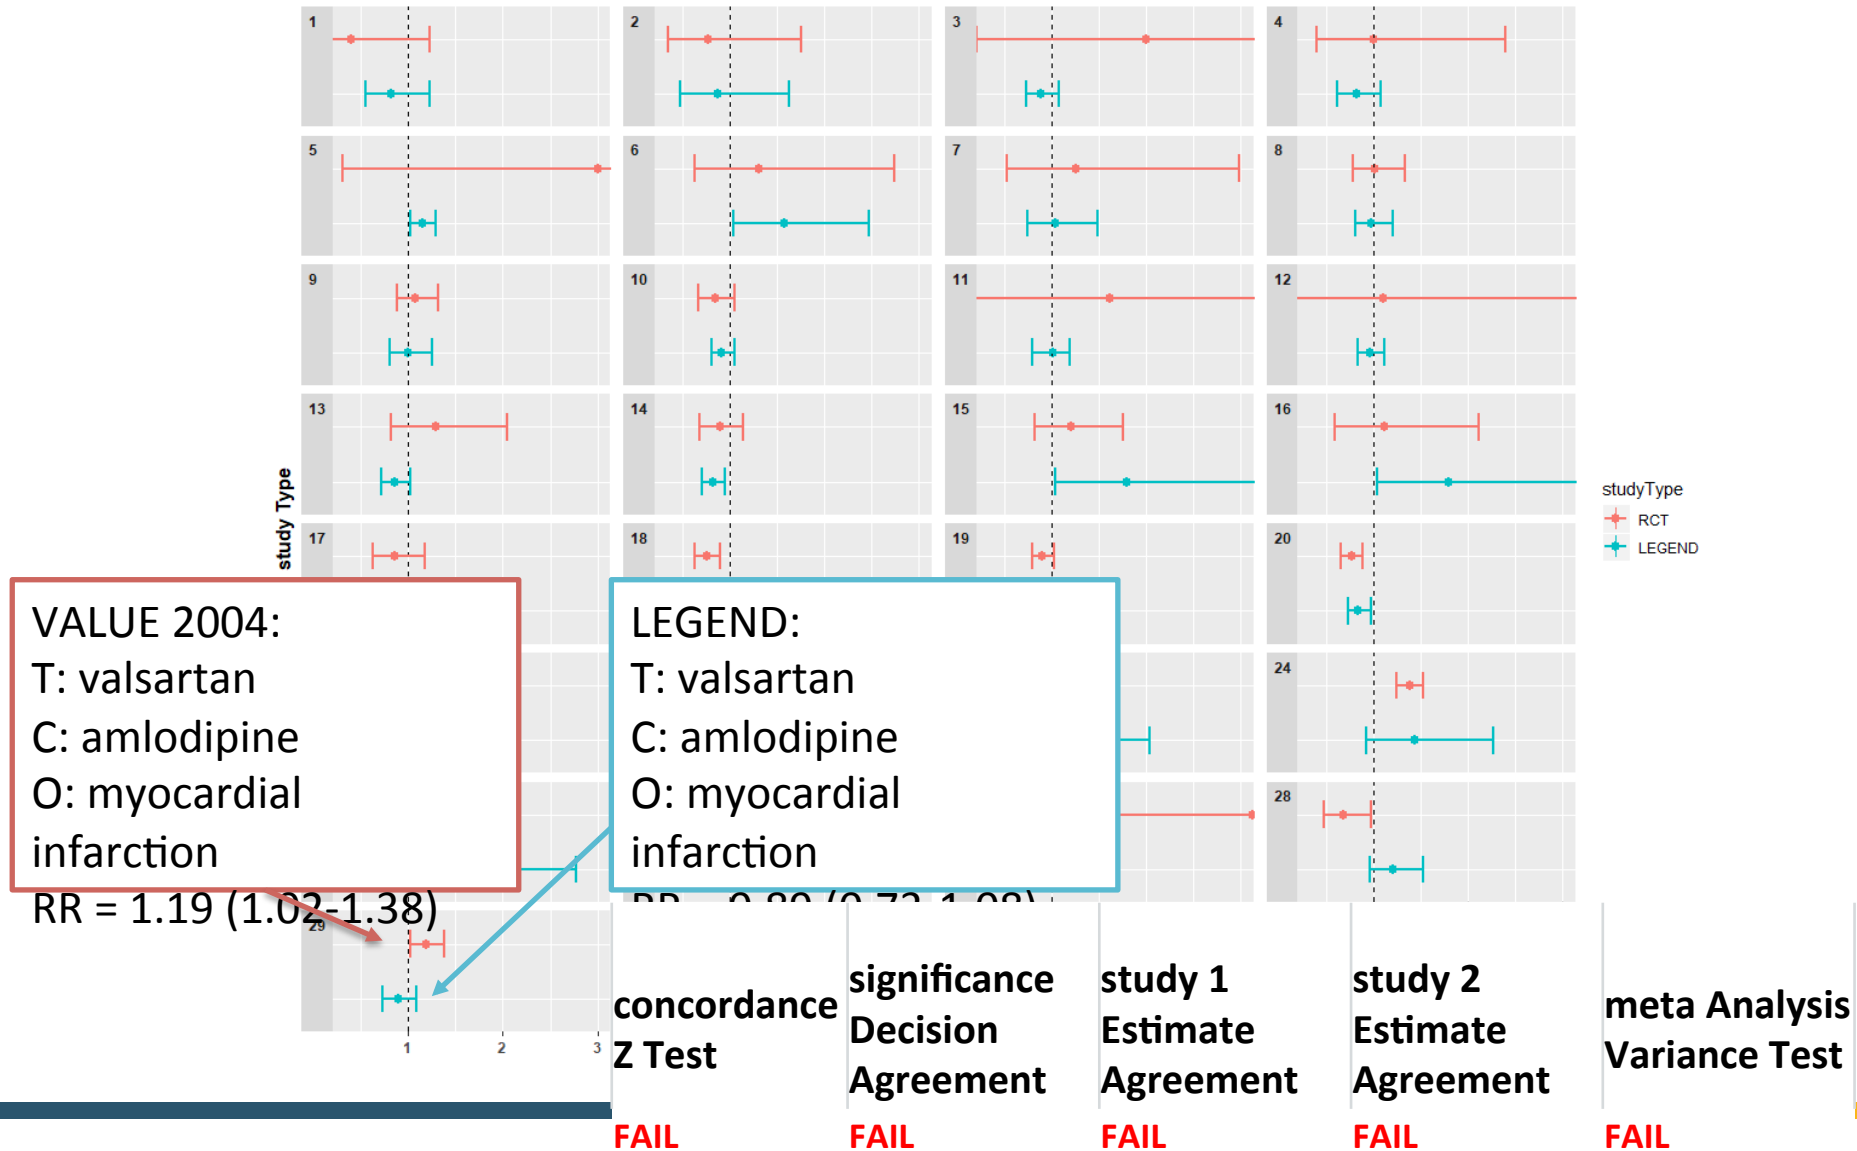 1
2
3
4
5
6
7
8
9
10
11
12
13
14
15
16
study Type
studyType
RCT
LEGEND
17
18
19
20
VALUE 2004:
T: valsartan
C: amlodipine
O: myocardial
infarction
RR = 1.19 (1.02-1.38)
LEGEND:
T: valsartan
C: amlodipine
O: myocardial
infarction
24
28
29
1
2
3
concordance
Z Test
FAIL
significance
Decision
Agreement
FAIL
study 1
Estimate
Agreement
FAIL
study 2
Estimate
Agreement
FAIL
meta Analysis
Variance Test
FAIL